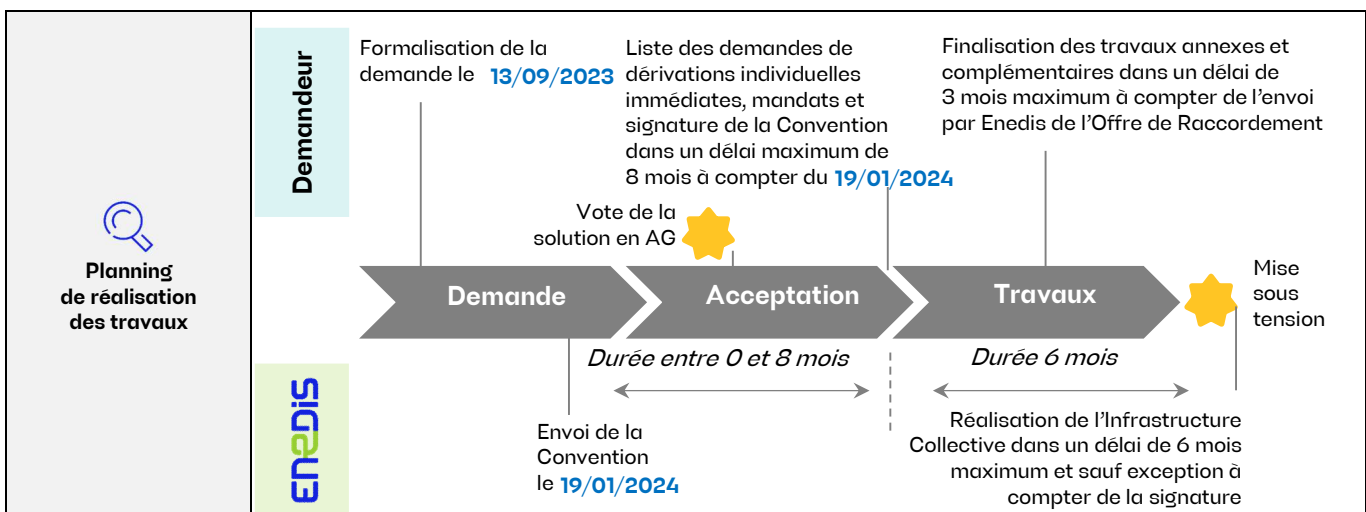 Planning
de réalisation
des travaux
Demandeur
Formalisation de la
demande le 13/09/2023
Liste des demandes de
dérivations individuelles
immédiates, mandats et
signature de la Convention
dans un délai maximum de
8 mois à compter du 19/01/2024
Finalisation des travaux annexes et
complémentaires dans un délai de
3 mois maximum à compter de l'envoi
par Enedis de l'Offre de Raccordement
Vote de la
solution en AG
Demande
Acceptation
Travaux
Mise
sous
tension
Durée entre 0 et 8 mois
Durée 6 mois
ENEDIS
Envoi de la
Convention
le 19/01/2024
Réalisation de l'Infrastructure
Collective dans un délai de 6 mois
maximum et sauf exception à
compter de la signature